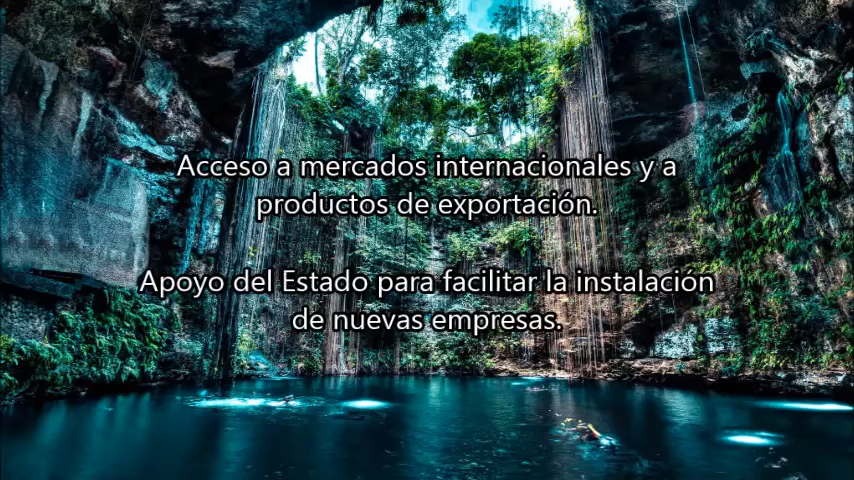 Acceso a mercados internacionales y a
productos de exportación.
Apoyo del Estado para facilitar la instalación
de nuevas empresas.